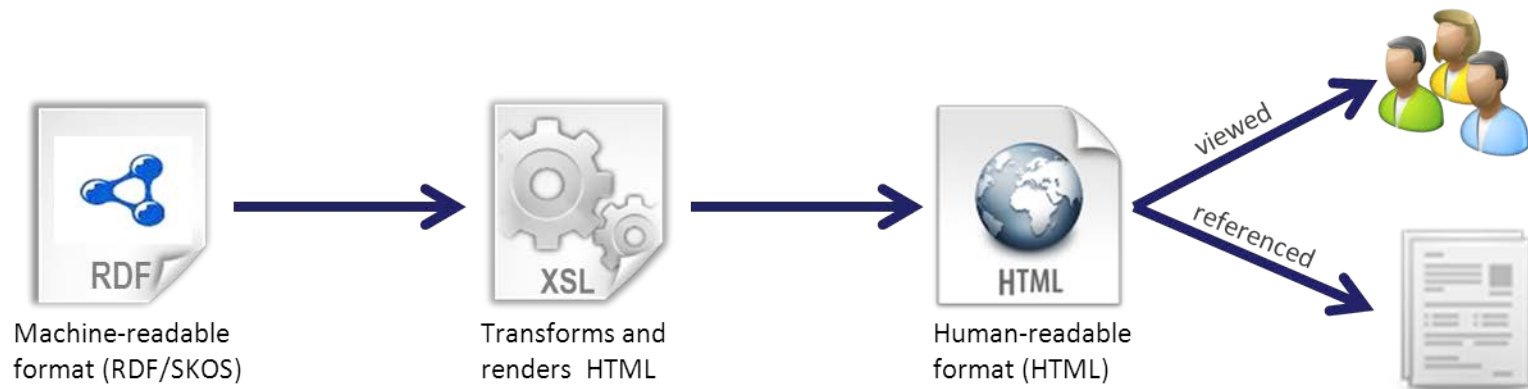 RDF
Machine-readable
format (RDF/SKOS)
XSL
Transforms and
renders HTML
HTML
Human-readable
format (HTML)
viewed
referenced